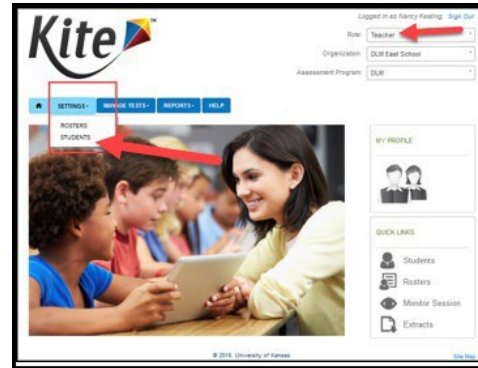 Kite™
Logged in as Nancy Keating Sign Out
Role: Teacher
Organization: DLM East School
Assessment Program: DLM
SETTINGS
MANAGE TESTS
REPORTS
HELP
ROSTERS
STUDENTS
MY PROFILE
QUICK LINKS
Students
Rosters
Monitor Session
Extracts
© 2018 University of Kansas
Site Map